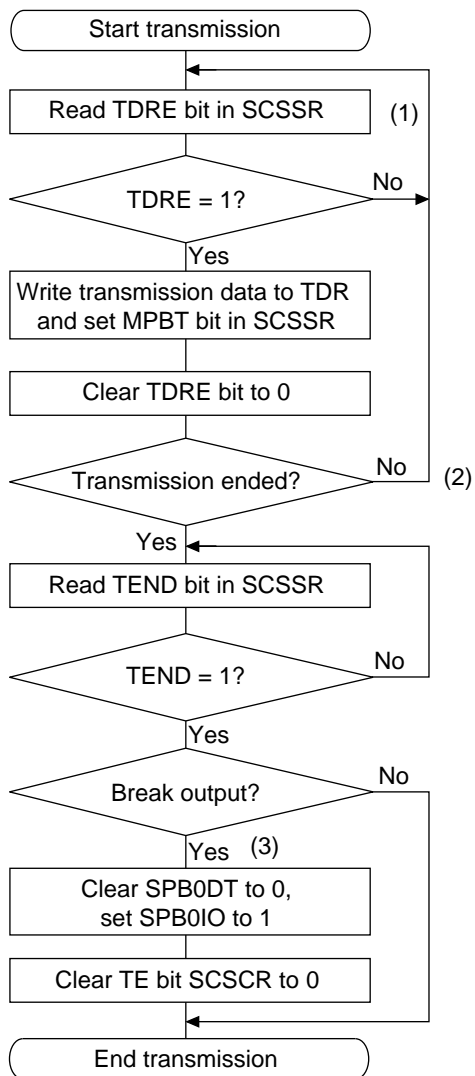 Start transmission
Read TDRE bit in SCSSR
(1)
TDRE = 1?
No
Yes
Write transmission data to TDR
and set MPBT bit in SCSSR
Clear TDRE bit to 0
Transmission ended?
No
(2)
Yes
Read TEND bit in SCSSR
TEND = 1?
No
Yes
Break output?
No
Yes
(3)
Clear SPB0DT to 0,
set SPB0IO to 1
Clear TE bit SCSCR to 0
End transmission